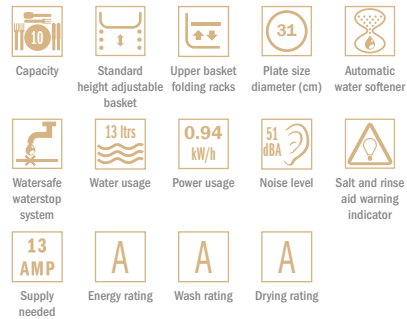 10
31
Capacity
Standard
height adjustable
basket
Upper basket
folding racks
Plate size
diameter (cm)
Automatic
water softener
13 ltrs
0.94
kW/h
51
dBA
Watersafe
waterstop
system
Water usage
Power usage
Noise level
Salt and rinse
aid warning
indicator
13
AMP
A
A
A
Supply
needed
Energy rating
Wash rating
Drying rating